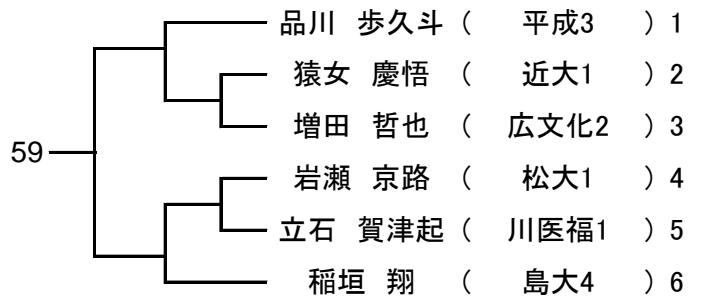 品川 歩久斗 ( 平成3 ) 1
猿女 慶悟 ( 近大1 ) 2
増田 哲也 ( 広文化2 ) 3
59
岩瀬 京路 ( 松大1 ) 4
立石 賀津起 ( 川医福1 ) 5
稲垣 翔 ( 島大4 ) 6